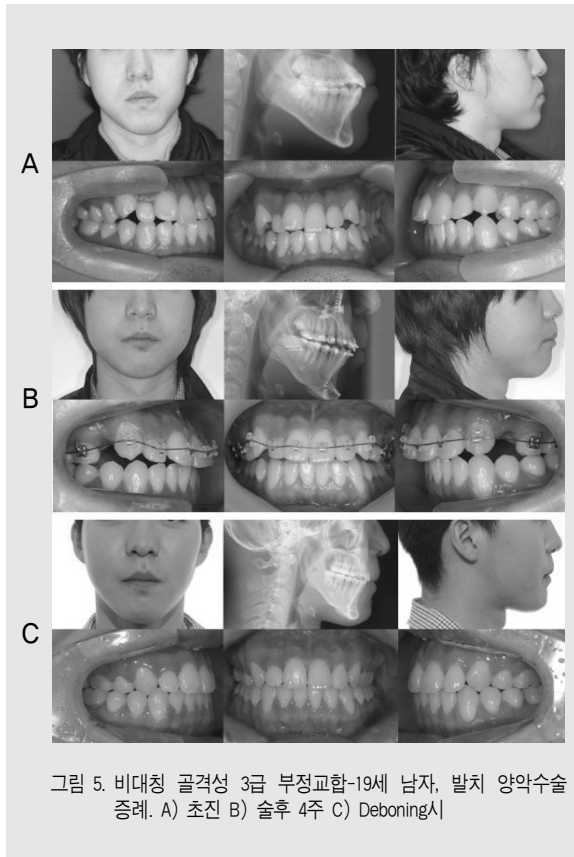 A
B
C
그림 5. 비대칭 골격성 3급 부정교합-19세 남자, 발치 양악수술
증례. A) 초진 B) 술후 4주 C) Deboning시